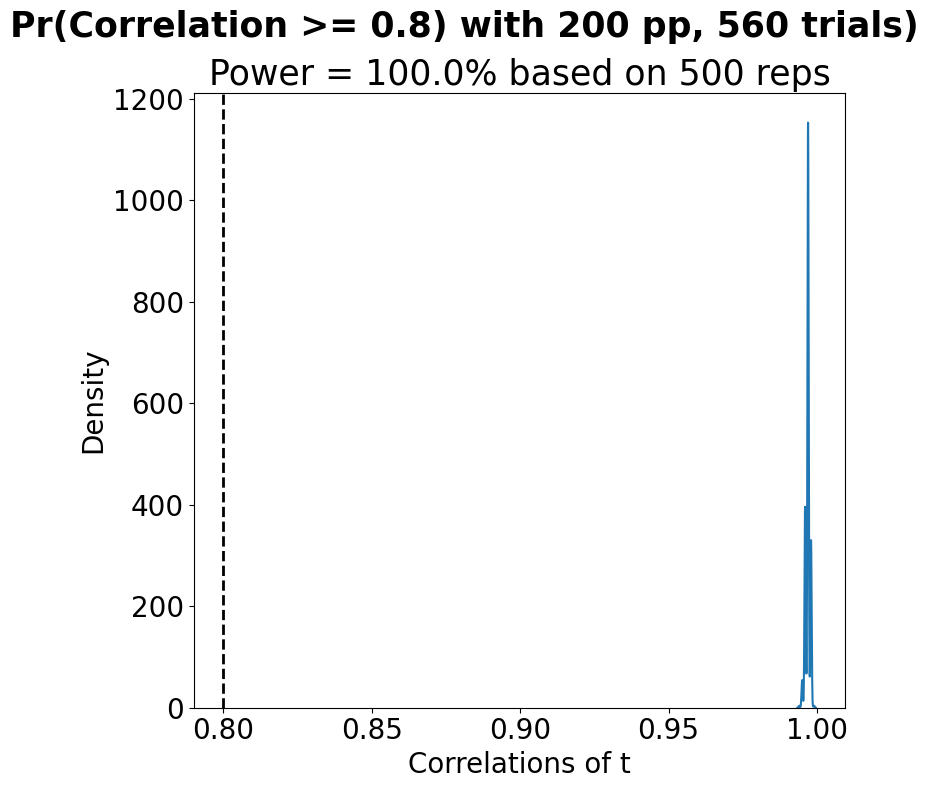 Pr(Correlation >= 0.8) with 200 pp, 560 trials)
Power = 100.0% based on 500 reps
1200
1000
800
600
400
200
0
Density
0.80 0.85 0.90 0.95 1.00
Correlations of t